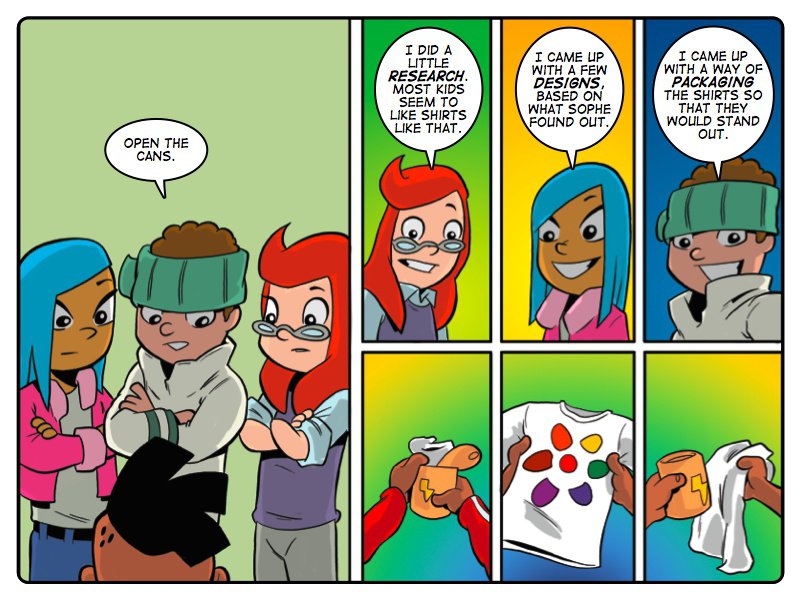 OPEN THE
CANS.
I DID A
LITTLE
RESEARCH.
MOST KIDS
SEEM TO
LIKE SHIRTS
LIKE THAT.
I CAME UP
WITH A FEW
DESIGNS,
BASED ON
WHAT SOPHE
FOUND OUT.
I CAME UP
WITH A WAY OF
PACKAGING
THE SHIRTS SO
THAT THEY
WOULD STAND
OUT.